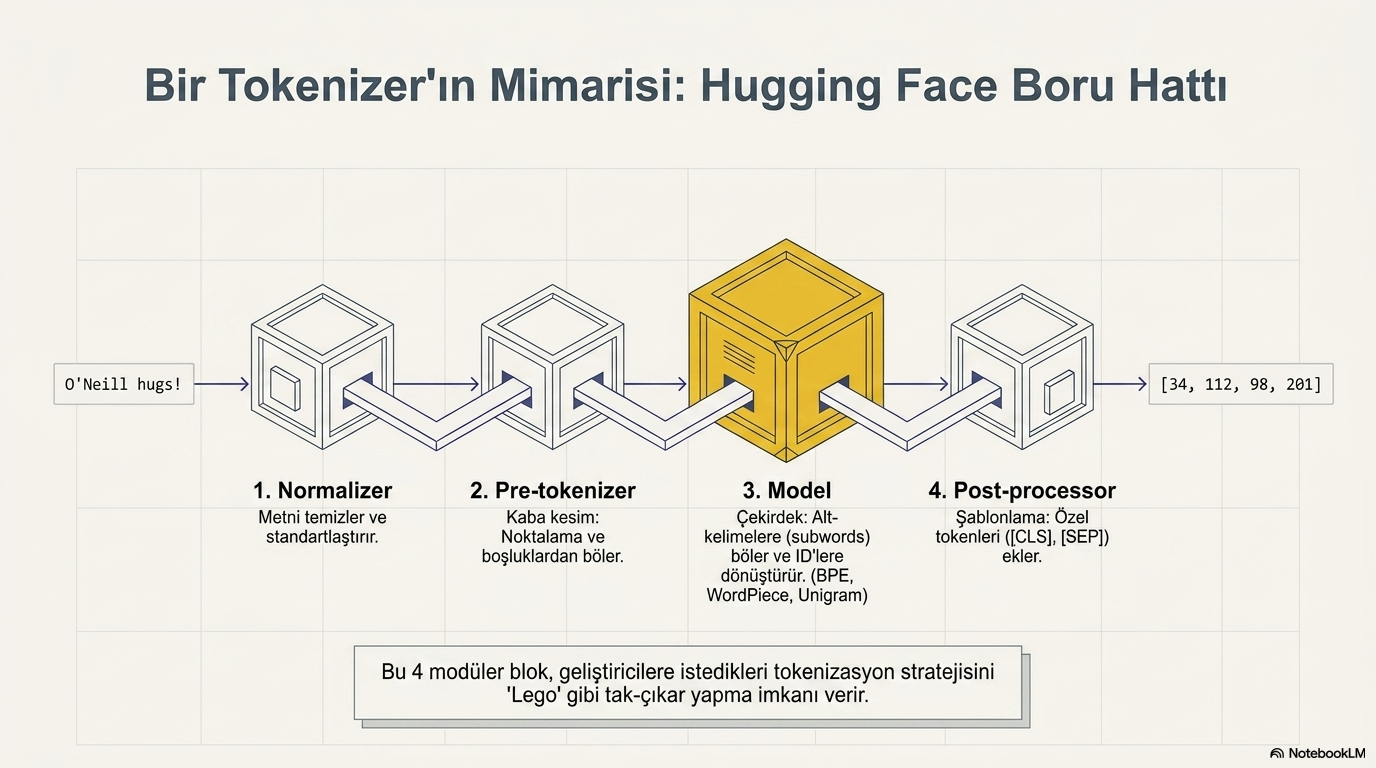 Bir Tokenizer'ın Mimarisi: Hugging Face Boru Hattı
O'Neill hugs!
[34, 112, 98, 201]
1. Normalizer
Metni temizler ve
standartlaştırır.
2. Pre-tokenizer
Kaba kesim:
Noktalama ve
boşluklardan böler.
3. Model
Çekirdek: Alt-
kelimelere (subwords)
böler ve ID'lere
dönüştürür. (BPE,
WordPiece, Unigram)
4. Post-processor
Şablonlama: Özel
tokenleri ([CLS], [SEP])
ekler.
Bu 4 modüler blok, geliştiricilere istedikleri tokenizasyon stratejisini
'Lego' gibi tak-çıkar yapma imkanı verir.
NotebookLM